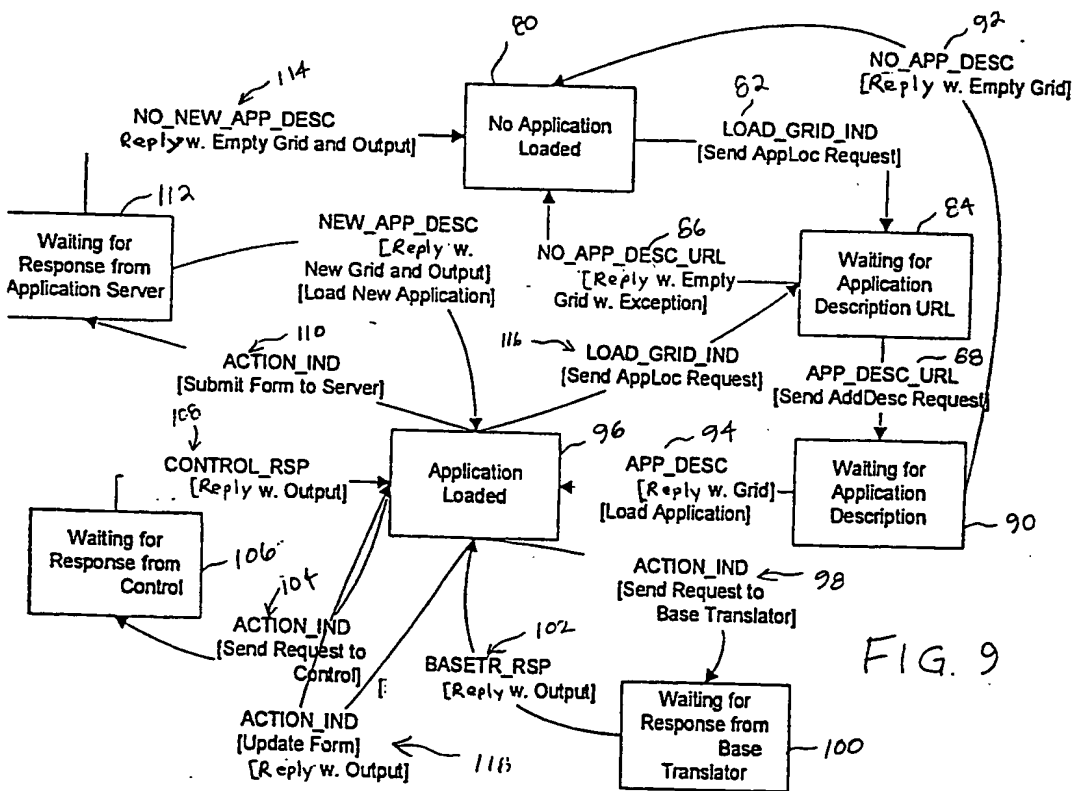 80
92
NO_APP_DESC
[Reply w. Empty Grid]
114
NO_NEW_APP_DESC
Reply w. Empty Grid and Output]
No Application
Loaded
82
LOAD_GRID_IND
[Send AppLoc Request]
112
Waiting for
Response from
Application Server
NEW_APP_DESC
[Reply w.
New Grid and Output]
[Load New Application]
86
NO_APP_DESC_URL
[Reply w. Empty
Grid w. Exception]
84
Waiting for
Application
Description URL
110
ACTION_IND
[Submit Form to Server]
116
LOAD_GRID_IND
[Send AppLoc Request]
88
APP_DESC_URL
[Send AddDesc Request]
108
CONTROL_RSP
[Reply w. Output]
96
Application
Loaded
94
APP_DESC
[Reply w. Grid]
[Load Application]
Waiting for
Application
Description
90
Waiting for
Response from
Control
106
104
ACTION_IND
[Send Request to
Control]
[:
ACTION_IND
[Send Request to
Base Translator]
98
102
BASETR_RSP
[Reply w. Output]
FIG. 9
ACTION_IND
[Update Form]
[Reply w. Output]
118
Waiting for
Response from
Base
Translator
100